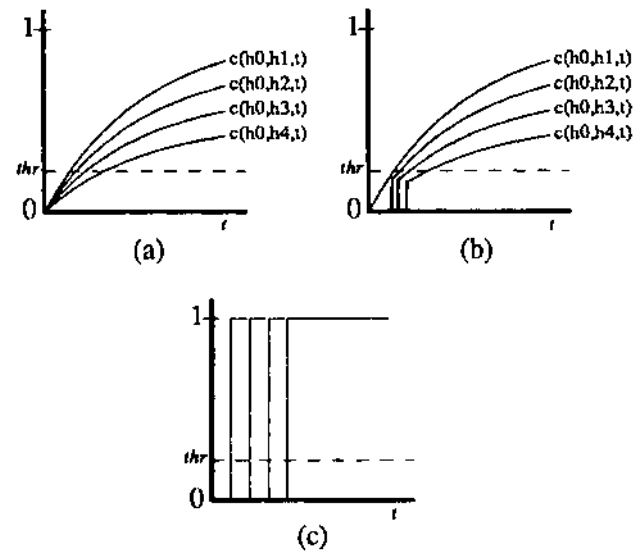 1
c(h0,h1,t)
c(h0,h2,t)
c(h0,h3,t)
c(h0,h4,t)
thr
0
t
(a)
1
c(h0,h1,t)
c(h0,h2,t)
c(h0,h3,t)
c(h0,h4,t)
thr
0
t
(b)
1
thr
0
t
(c)